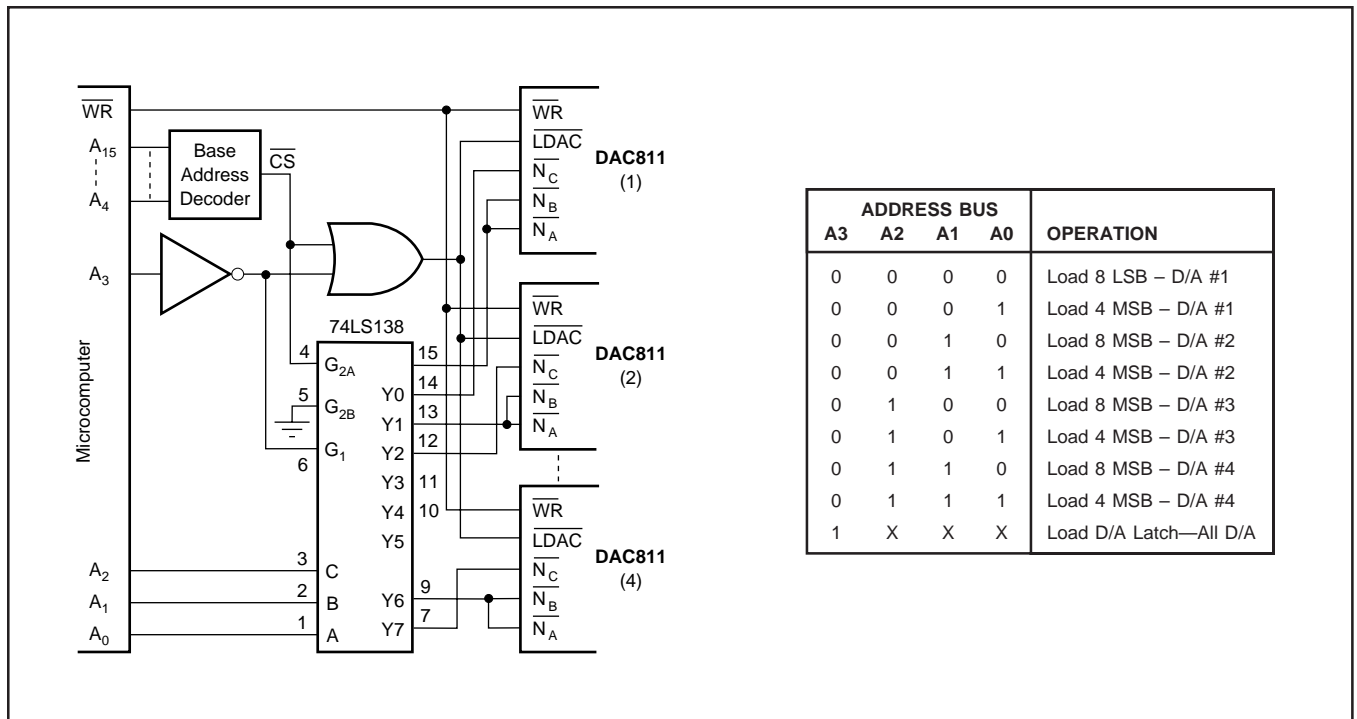 Microcomputer
WR
A15
A4
A3
A2
A1
A0
Base
Address
Decoder
CS
74LS138
4
G2A
5
G2B
G1
6
3
C
2
B
1
A
15
14
Y0
13
Y1
12
Y2
Y3
11
Y4
10
Y5
Y6
9
Y7
7
WR
LDAC
NC
NB
NA
DAC811
(1)
WR
LDAC
NC
NB
NA
DAC811
(2)
WR
LDAC
NC
NB
NA
DAC811
(4)
ADDRESS BUS
A3 A2 A1 A0 OPERATION
0 0 0 0 Load 8 LSB – D/A #1
0 0 0 1 Load 4 MSB – D/A #1
0 0 1 0 Load 8 MSB – D/A #2
0 0 1 1 Load 4 MSB – D/A #2
0 1 0 0 Load 8 MSB – D/A #3
0 1 0 1 Load 4 MSB – D/A #3
0 1 1 0 Load 8 MSB – D/A #4
0 1 1 1 Load 4 MSB – D/A #4
1 X X X Load D/A Latch—All D/A